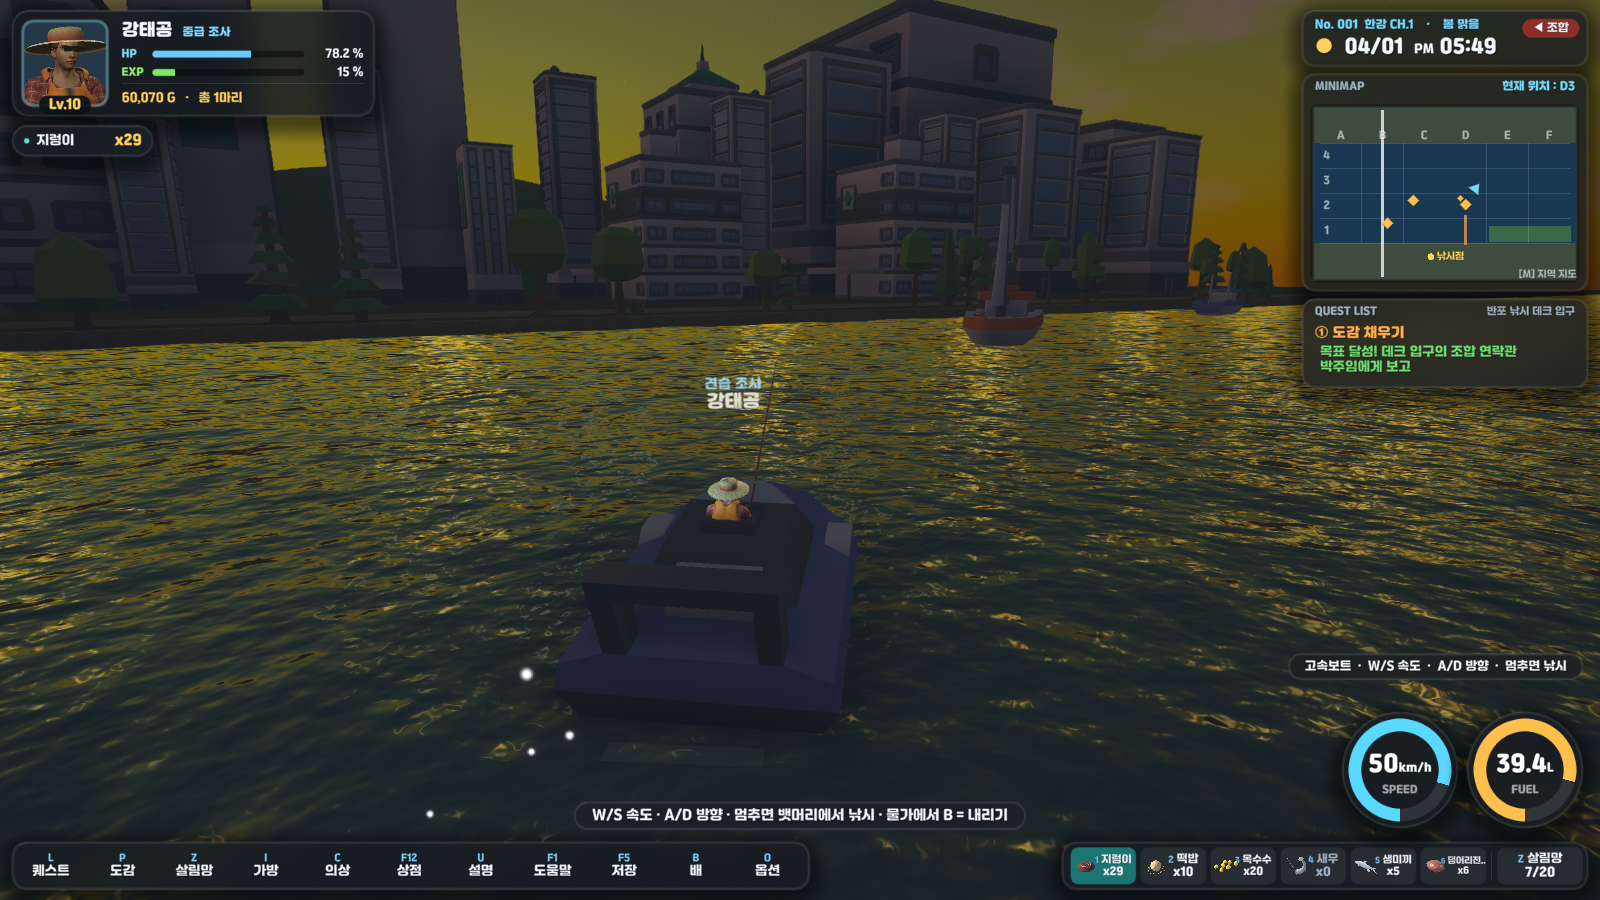 강태공 중급 조사
HP 78.2 %
EXP 15 %
Lv.10
60,070 G · 총 1마리
지렁이 x29
No. 001 한강 CH.1 · 봄 맑음
◀ 조합
04/01 PM 05:49
MINIMAP 현재 위치 : D3
A B C D E F
4
3
2
1
낚시점
[M] 지역 지도
QUEST LIST 반포 낚시 데크 입구
① 도감 채우기
목표 달성! 데크 입구의 조합 연락관
박주임에게 보고
견습 조사
강태공
고속보트 · W/S 속도 · A/D 방향 · 멈추면 낚시
50km/h
SPEED
39.4L
FUEL
W/S 속도 · A/D 방향 · 멈추면 뱃머리에서 낚시 · 물가에서 B = 내리기
L P Z I C F12 U F1 F5 B O
퀘스트 도감 살림망 가방 의상 상점 설명 도움말 저장 배 옵션
1 지렁이 x29
2 떡밥 x10
3 옥수수 x20
4 새우 x0
5 생미끼 x5
6 덩어리진.. x6
Z 살림망
7/20